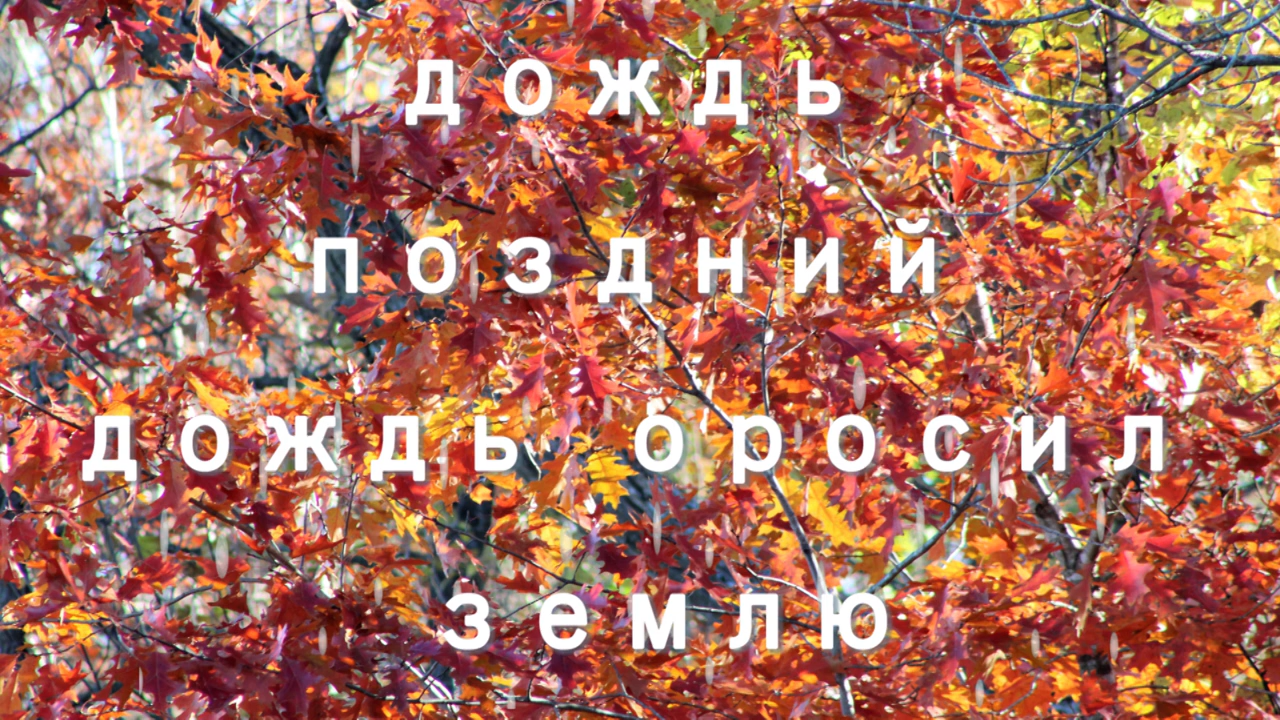 дождь
поздний
дождь оросил
землю